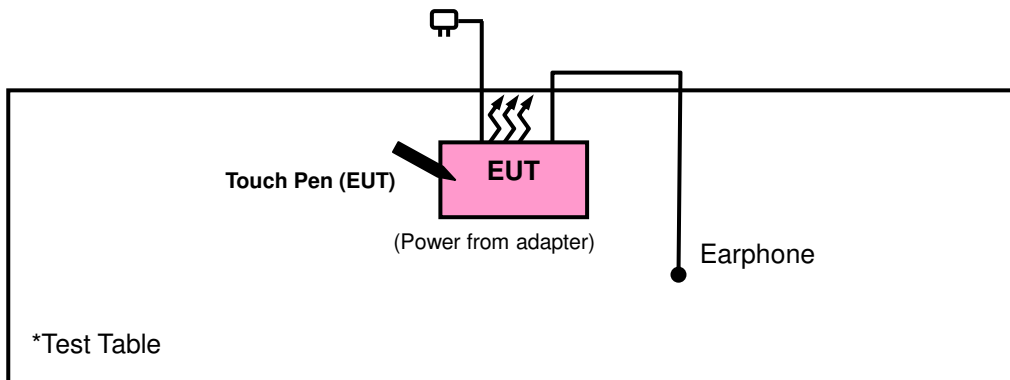 EUT
Touch Pen (EUT)
(Power from adapter)
Earphone
*Test Table